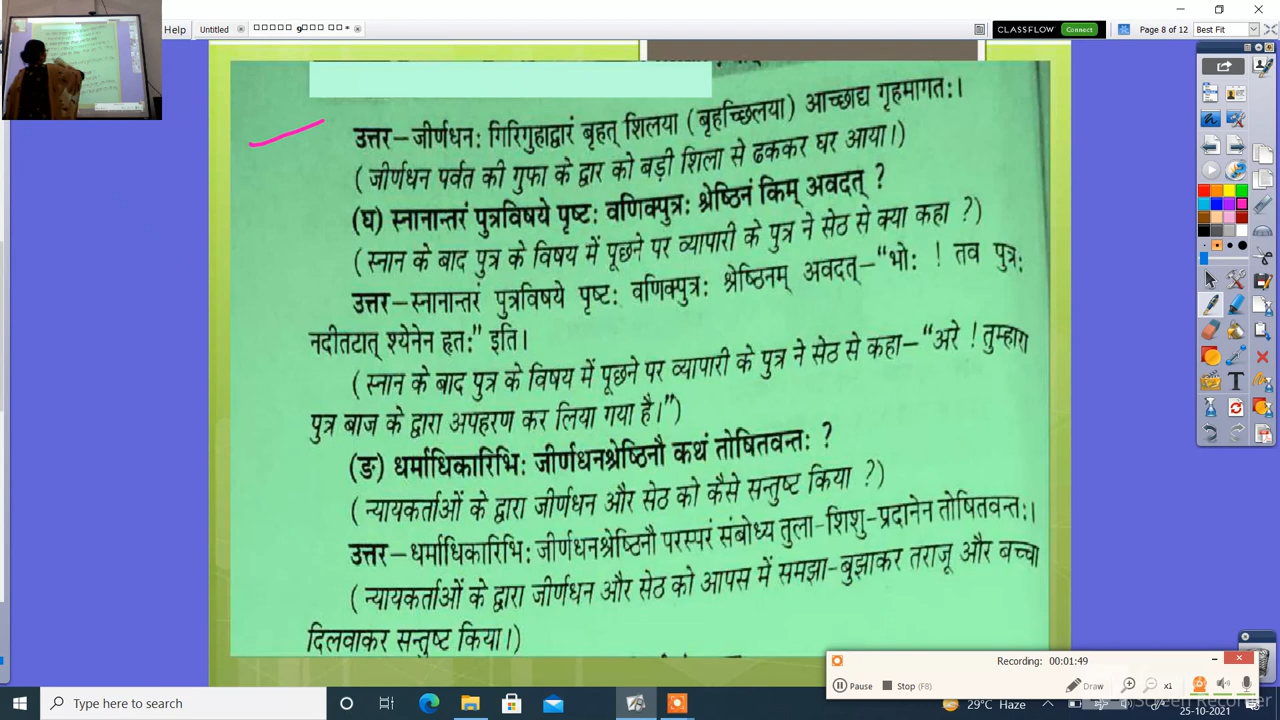 Help
Untitled
9
CLASSFLOW
Connect
Page 8 of 12
Best Fit
उत्तर–जीर्णधनः गिरिगुहाद्वारं बृहत् शिलया (बृहच्छिलया) आच्छाद्य गृहमागतः।
( जीर्णधन पर्वत की गुफा के द्वार को बड़ी शिला से ढककर घर आया।)
(घ) स्नानान्तरं पुत्रविषये पृष्टः वणिक्पुत्रः श्रेष्ठिनं किम् अवदत् ?
(स्नान के बाद पुत्र के विषय में पूछने पर व्यापारी के पुत्र ने सेठ से क्या कहा ?)
उत्तर–स्नानान्तरं पुत्रविषये पृष्टः वणिक्पुत्रः श्रेष्ठिनम् अवदत्–“भोः ! तव पुत्रः
नदीतटात् श्येनेन हृतः” इति।
( स्नान के बाद पुत्र के विषय में पूछने पर व्यापारी के पुत्र ने सेठ से कहा–“अरे ! तुम्हारा
पुत्र बाज के द्वारा अपहरण कर लिया गया है।”)
(ङ) धर्माधिकारिभिः जीर्णधनश्रेष्ठिनौ कथं तोषितवन्तः ?
(न्यायकर्ताओं के द्वारा जीर्णधन और सेठ को कैसे सन्तुष्ट किया ?)
उत्तर–धर्माधिकारिभिः जीर्णधनश्रेष्ठिनौ परस्परं संबोध्य तुला-शिशु-प्रदानेन तोषितवन्तः।
( न्यायकर्ताओं के द्वारा जीर्णधन और सेठ को आपस में समझा-बुझाकर तराजू और बच्चा
दिलवाकर सन्तुष्ट किया।)
Recording: 00:01:49
Pause
Stop (F8)
x1
Draw
Screen Recorder
Type here to search
29°C Haze
25-10-2021